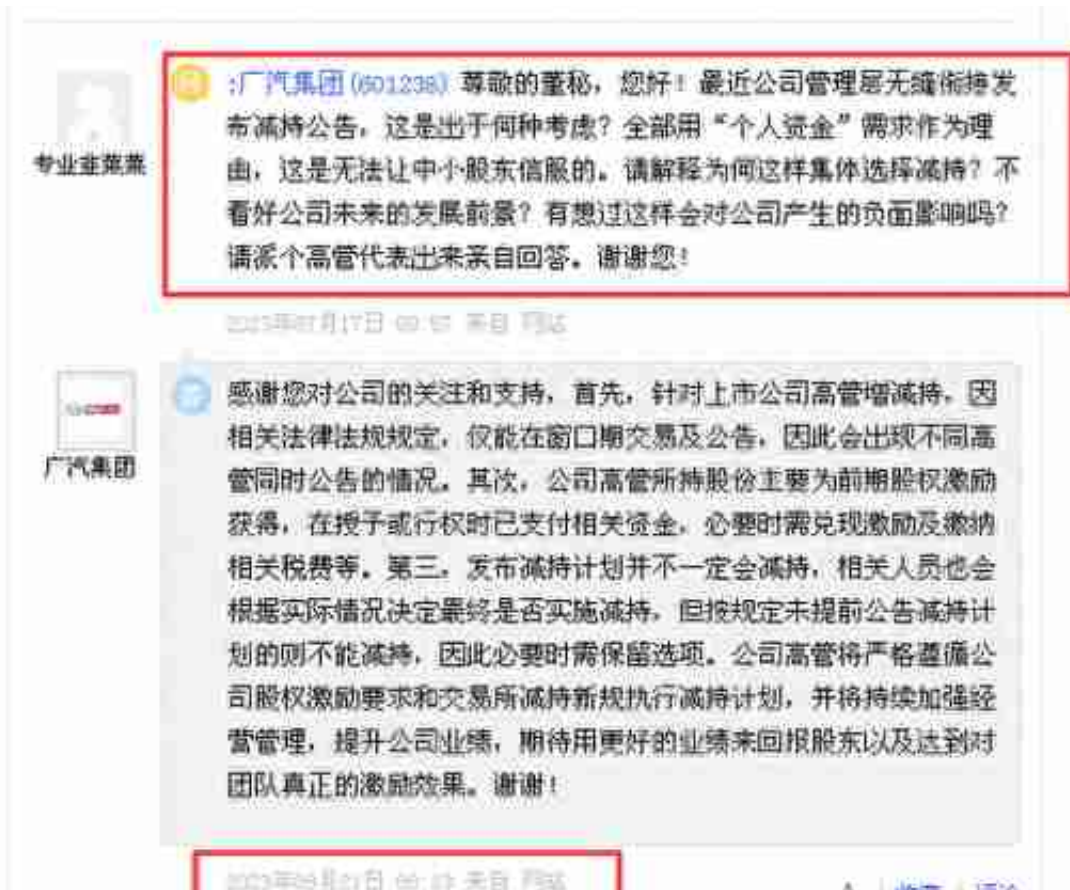 :广汽集团(601238) 尊敬的董秘，您好！最近公司管理层无缝衔接发
布减持公告，这是出于何种考虑？全部用“个人资金”需求作为理
由，这是无法让中小股东信服的。请解释为何这样集体选择减持？不
看好公司未来的发展前景？有想过这样会对公司产生的负面影响吗？
请派个高管代表出来亲自回答。谢谢您！
专业韭菜菜
来自 网站
感谢您对公司的关注和支持，首先，针对上市公司高管增减持，因
相关法律法规规定，仅能在窗口期交易及公告，因此会出现不同高
管同时公告的情况。其次，公司高管所持股份主要为前期股权激励
获得，在授予或行权时已支付相关资金，必要时需兑现激励及缴纳
相关税费等。第三，发布减持计划并不一定会减持，相关人员也会
根据实际情况决定最终是否实施减持，但按规定未提前公告减持计
划的则不能减持，因此必要时需保留选项。公司高管将严格遵循公
司股权激励要求和交易所减持新规执行减持计划，并将持续加强经
营管理，提升公司业绩，期待用更好的业绩来回报股东以及达到对
团队真正的激励效果。谢谢！
广汽集团
来自 网站